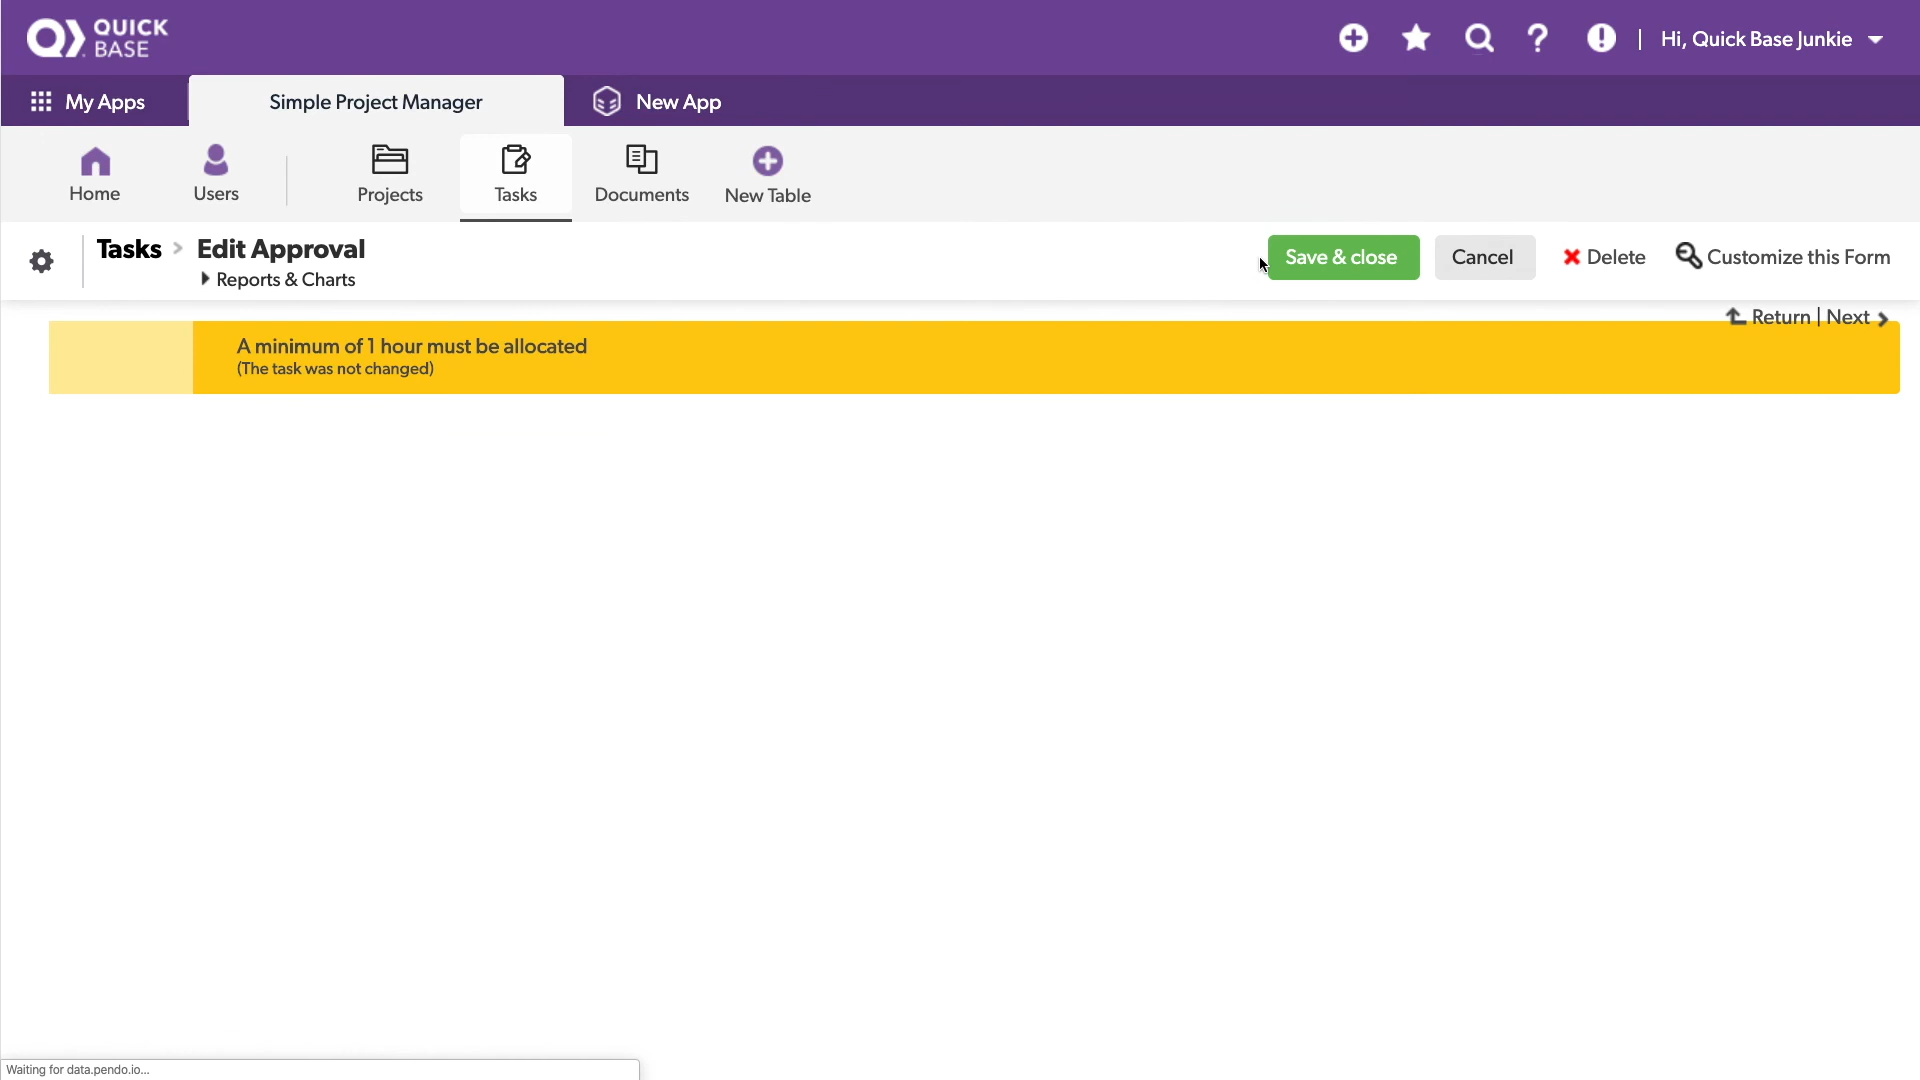 QUICK
BASE
Hi, Quick Base Junkie
My Apps
Simple Project Manager
New App
Home
Users
Projects
Tasks
Documents
New Table
Tasks > Edit Approval
Reports & Charts
Save & close
Cancel
Delete
Customize this Form
Return | Next
A minimum of 1 hour must be allocated
(The task was not changed)
Waiting for data.pendo.io...